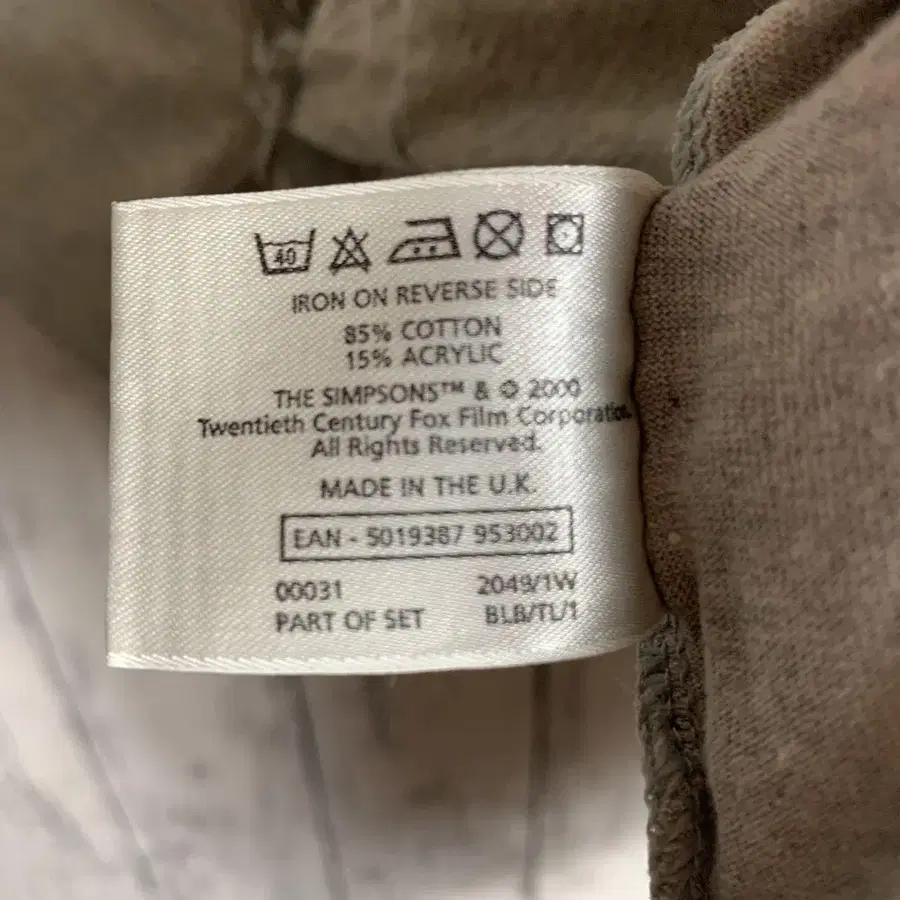 40
IRON ON REVERSE SIDE
85% COTTON
15% ACRYLIC
THE SIMPSONS™ & © 2000
Twentieth Century Fox Film Corporation.
All Rights Reserved.
MADE IN THE U.K.
EAN - 5019387 953002
00031 2049/1W
PART OF SET BLB/TL/1